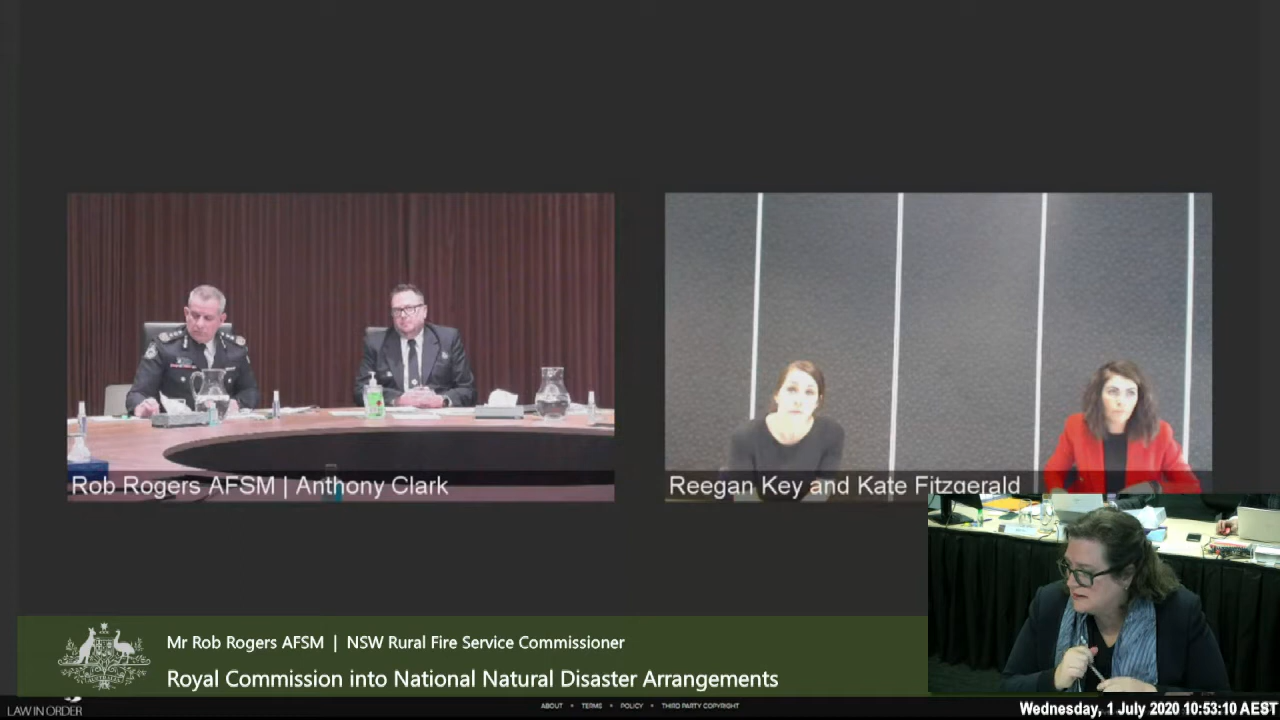 Rob Rogers AFSM | Anthony Clark
Reegan Key and Kate Fitzgerald
Mr Rob Rogers AFSM | NSW Rural Fire Service Commissioner
Royal Commission into National Natural Disaster Arrangements
LAW IN ORDER
ABOUT • TERMS • POLICY • THIRD PARTY COPYRIGHT
Wednesday, 1 July 2020 10:53:10 AEST